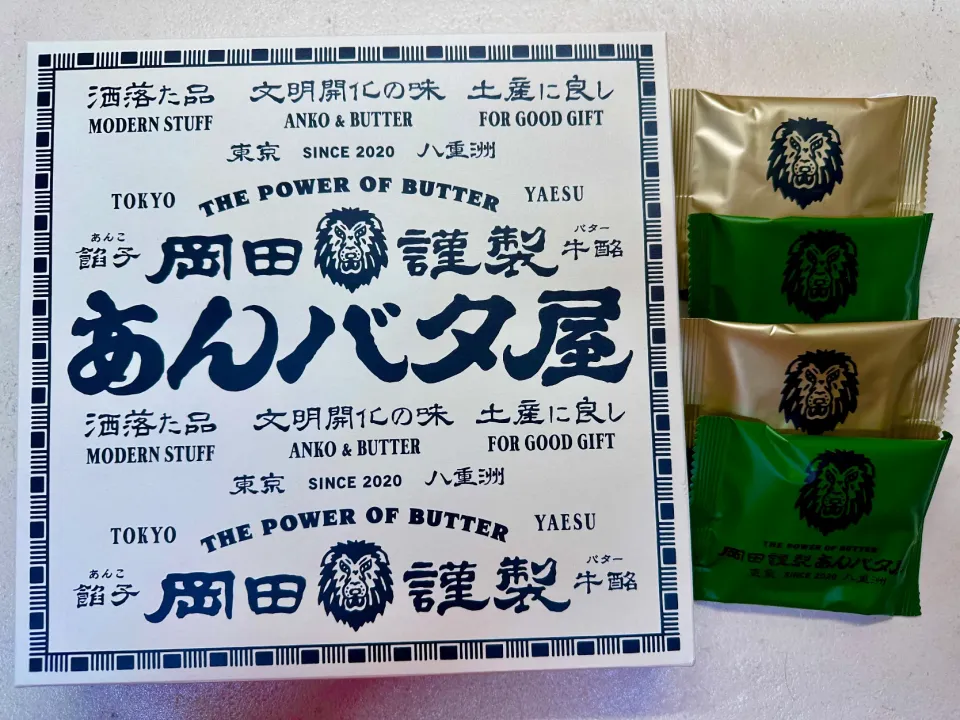 洒落た品 文明開化の味 土産に良し
MODERN STUFF ANKO & BUTTER FOR GOOD GIFT
東京 SINCE 2020 八重洲
TOKYO THE POWER OF BUTTER YAESU
あんこ バター
餡子 岡田 謹製 牛酪
あんバタ屋
洒落た品 文明開化の味 土産に良し
MODERN STUFF ANKO & BUTTER FOR GOOD GIFT
東京 SINCE 2020 八重洲
TOKYO THE POWER OF BUTTER YAESU
あんこ バター
餡子 岡田 謹製 牛酪
THE POWER OF BUTTER
岡田謹製あんバタ屋
東京 SINCE 2020 八重洲